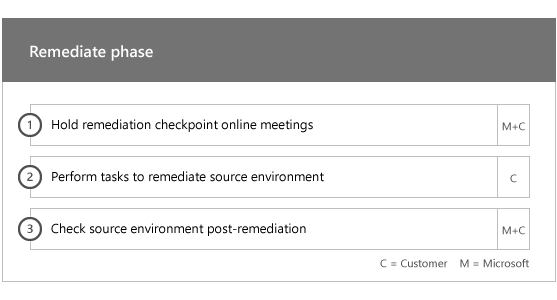 Remediate phase
1 Hold remediation checkpoint online meetings M+C
2 Perform tasks to remediate source environment C
3 Check source environment post-remediation M+C
C = Customer M = Microsoft